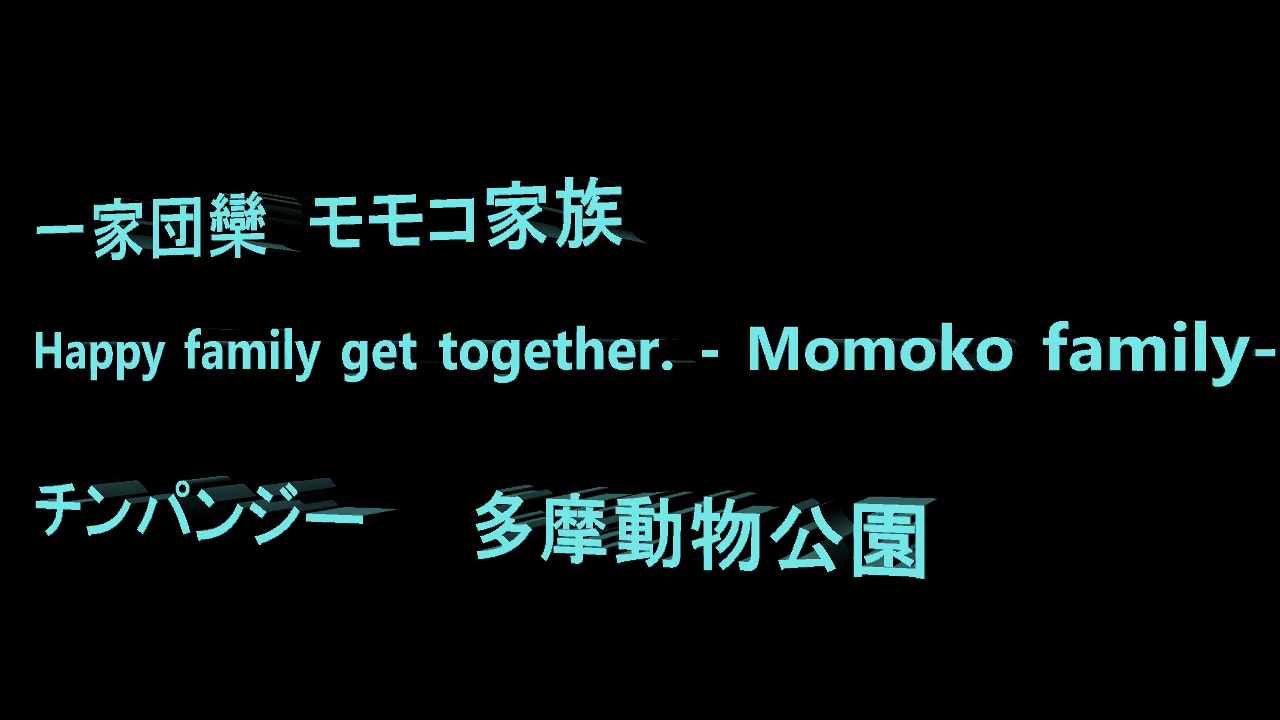 一家団欒 モモコ家族
Happy family get together. - Momoko family-
チンパンジー 多摩動物公園